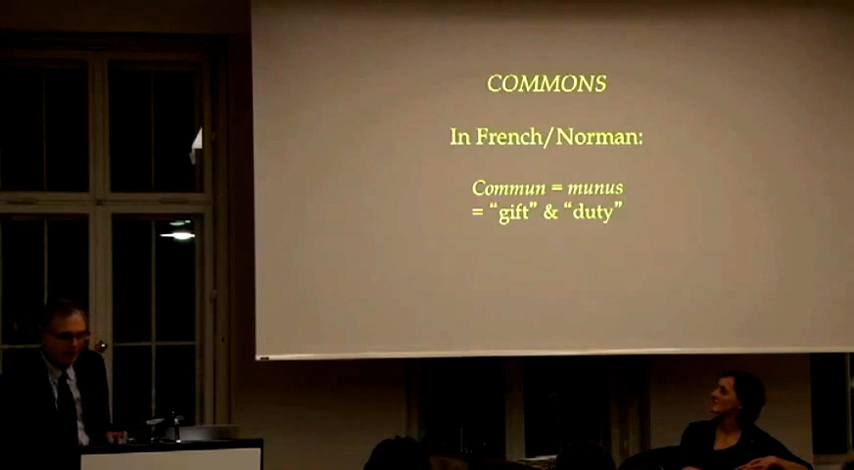 COMMONS
In French/Norman:
Commun = munus
= “gift” & “duty”